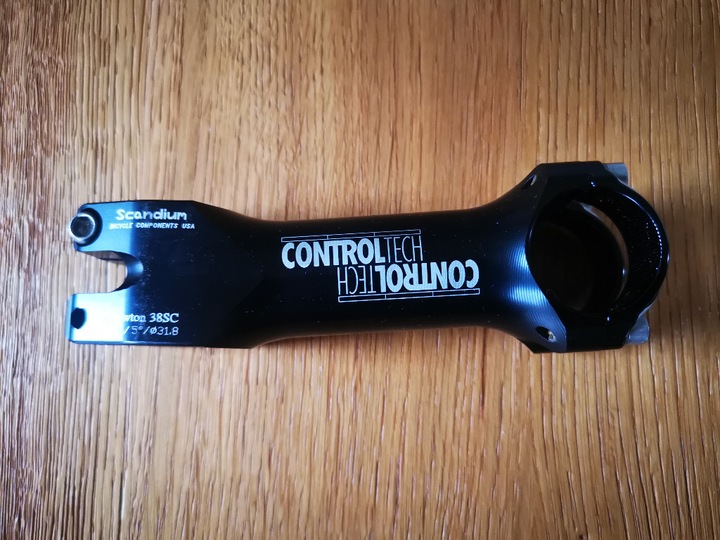 Scandium
BICYCLE COMPONENTS USA
CONTROLTECH
CONTROLTECH
38SC
/5°/Ø31.8